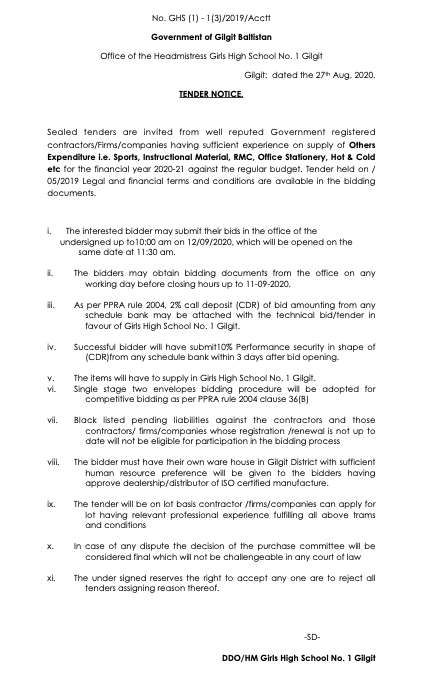 No. GHS (1) - 1(3)/2019/Acctt
Government of Gilgit Baltistan
Office of the Headmistress Girls High School No. 1 Gilgit
Gilgit: dated the 27th Aug, 2020.
TENDER NOTICE.
Sealed tenders are invited from well reputed Government registered
contractors/Firms/companies having sufficient experience on supply of Others
Expenditure i.e. Sports, Instructional Material, RMC, Office Stationery, Hot & Cold
etc for the financial year 2020-21 against the regular budget. Tender held on /
05/2019 Legal and financial terms and conditions are available in the bidding
documents.
i. The interested bidder may submit their bids in the office of the
undersigned up to10:00 am on 12/09/2020, which will be opened on the
same date at 11:30 am.
ii. The bidders may obtain bidding documents from the office on any
working day before closing hours up to 11-09-2020.
iii. As per PPRA rule 2004, 2% call deposit (CDR) of bid amounting from any
schedule bank may be attached with the technical bid/tender in
favour of Girls High School No. 1 Gilgit.
iv. Successful bidder will have submit10% Performance security in shape of
(CDR)from any schedule bank within 3 days after bid opening.
v. The items will have to supply in Girls High School No. 1 Gilgit.
vi. Single stage two envelopes bidding procedure will be adopted for
competitive bidding as per PPRA rule 2004 clause 36(B)
vii. Black listed pending liabilities against the contractors and those
contractors/ firms/companies whose registration /renewal is not up to
date will not be eligible for participation in the bidding process
viii. The bidder must have their own ware house in Gilgit District with sufficient
human resource preference will be given to the bidders having
approve dealership/distributor of ISO certified manufacture.
ix. The tender will be on lot basis contractor /firms/companies can apply for
lot having relevant professional experience fulfilling all above trams
and conditions
x. In case of any dispute the decision of the purchase committee will be
considered final which will not be challengeable in any court of law
xi. The under signed reserves the right to accept any one are to reject all
tenders assigning reason thereof.
-SD-
DDO/HM Girls High School No. 1 Gilgit